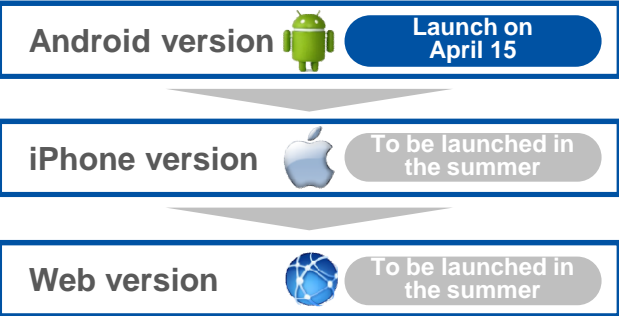 Android version
Launch on
April 15
iPhone version
To be launched in
the summer
Web version
To be launched in
the summer